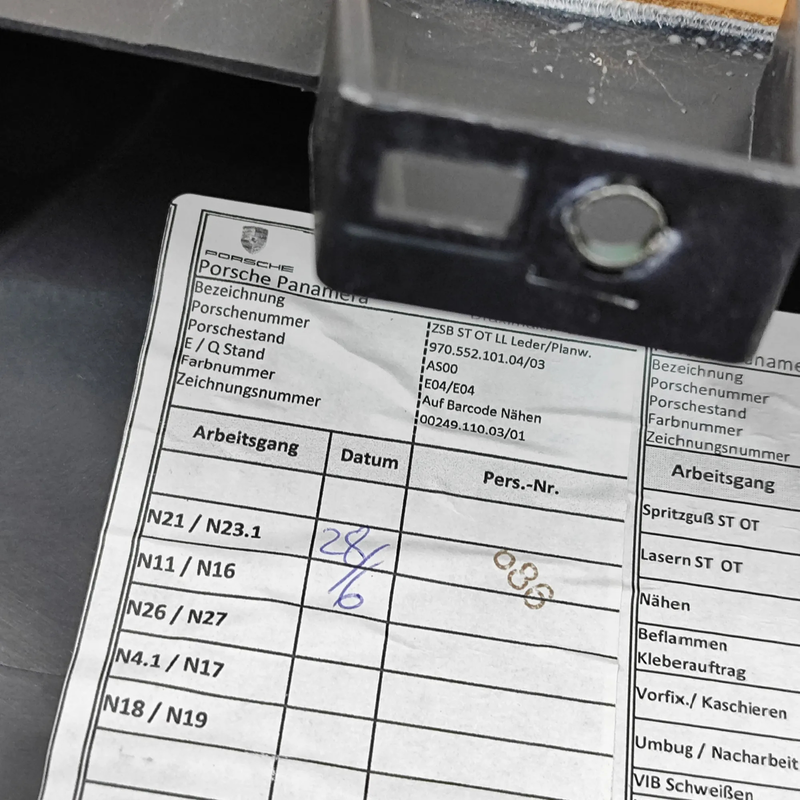 PORSCHE
Porsche Panamera
Bezeichnung
Porschenummer
Porschestand
E / Q Stand
Farbnummer
Zeichnungsnummer
ZSB ST OT LL Leder/Planw.
970.552.101.04/03
AS00
E04/E04
Auf Barcode Nähen
00249.110.03/01
Arbeitsgang Datum Pers.-Nr.
N21 / N23.1
28/6
088
N11 / N16
N26 / N27
N4.1 / N17
N18 / N19
Bezeichnung
Porschenummer
Porschestand
Farbnummer
Zeichnungsnummer
Arbeitsgang
Spritzguß ST OT
Lasern ST OT
Nähen
Beflammen
Kleberauftrag
Vorfix./ Kaschieren
Umbug / Nacharbeit
VIB Schweißen